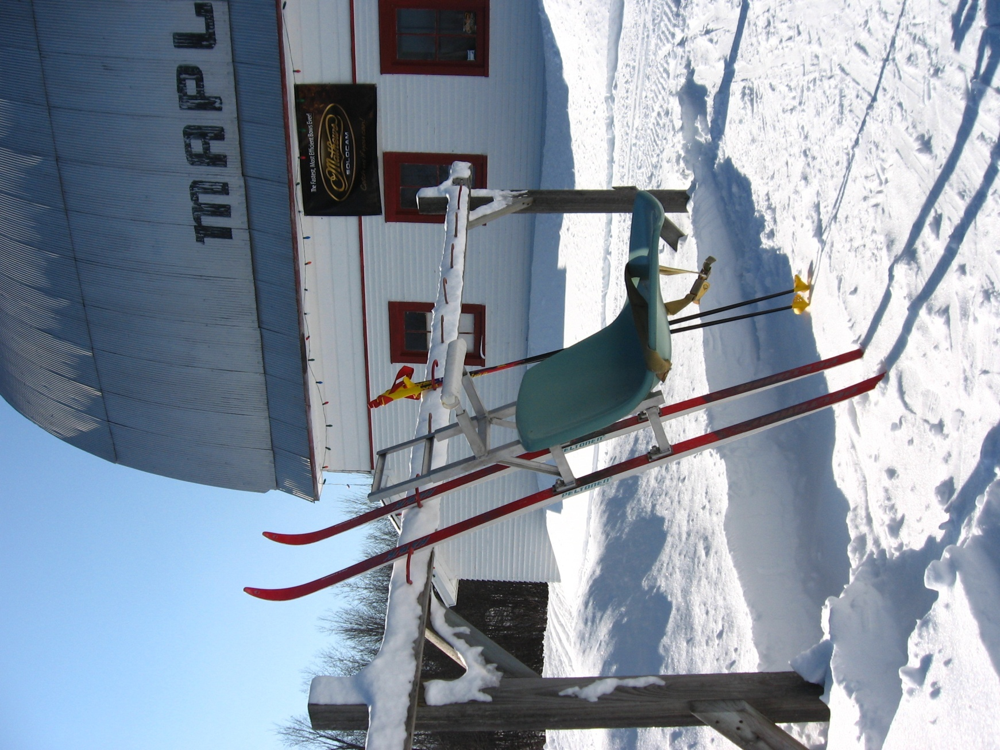 MAPL
The Fastest, Most Efficient Bows Ever!
Mathews
SOLOCAM
PELTONEN
PELTONEN